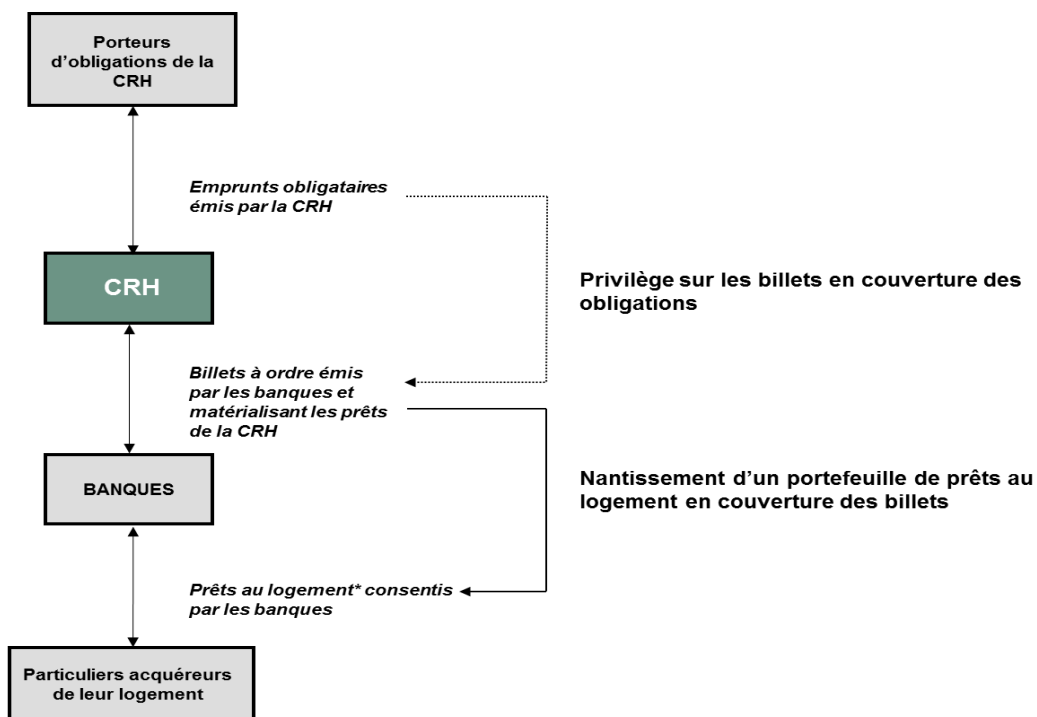 Porteurs
d’obligations de la
CRH
Emprunts obligataires
émis par la CRH
CRH
Privilège sur les billets en couverture des
obligations
Billets à ordre émis
par les banques et
matérialisant les prêts
de la CRH
BANQUES
Nantissement d’un portefeuille de prêts au
logement en couverture des billets
Prêts au logement* consentis
par les banques
Particuliers acquéreurs
de leur logement